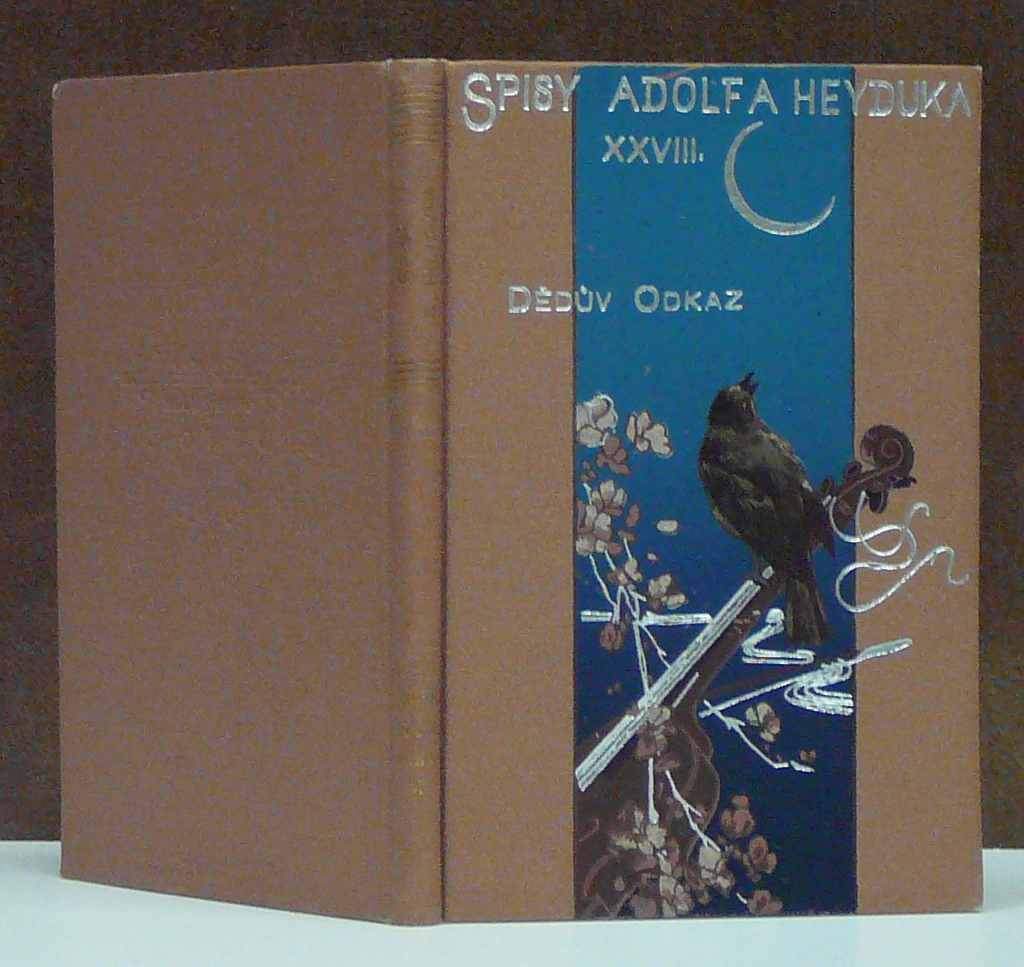 SPISY ADOLFA HEYDUKA
XXVIII.
DĚDŮV ODKAZ